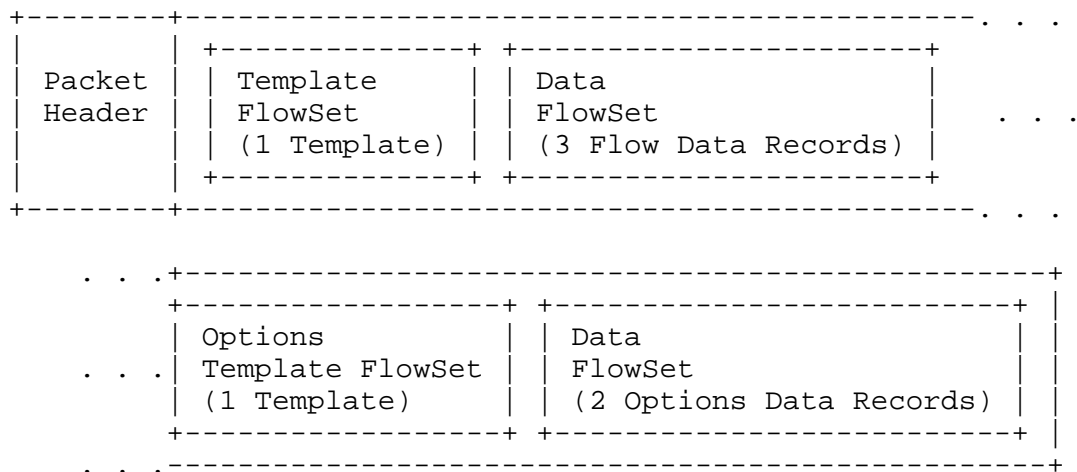 +--------+-------------------------------------------. . .
|        | +--------------+ +-----------------------+
| Packet | | Template     | | Data                  |
| Header | | FlowSet      | | FlowSet               |   . . .
|        | | (1 Template) | | (3 Flow Data Records) |
|        | +--------------+ +-----------------------+
+--------+-------------------------------------------. . .
    . . .+-----------------------------------------------+
         +------------------+ +--------------------------+ |
         | Options          | | Data                     | |
    . . .| Template FlowSet | | FlowSet                  | |
         | (1 Template)     | | (2 Options Data Records) | |
         +------------------+ +--------------------------+ |
    . . .------------------------------------------------+